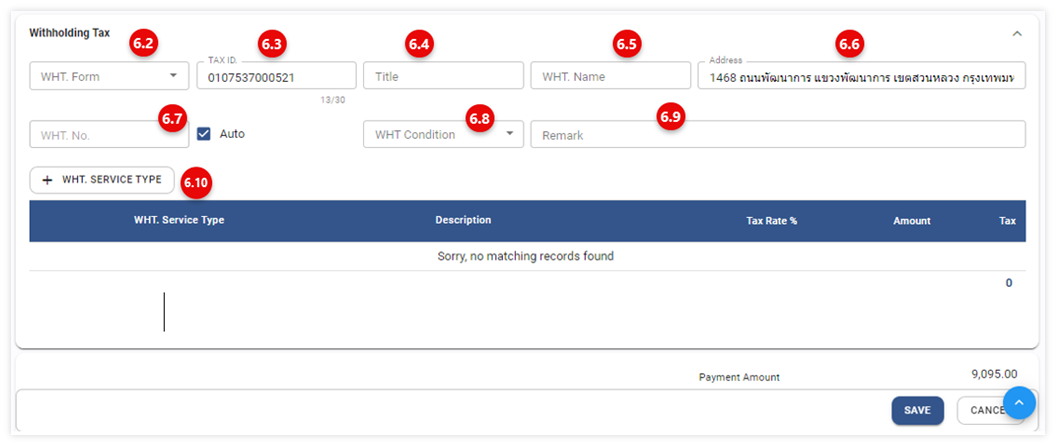 Withholding Tax
6.2
6.3
6.4
6.5
6.6
WHT. Form
TAX ID.
0107537000521
13/30
Title
WHT. Name
Address
1468 ถนนพัฒนาการ แขวงพัฒนาการ เขตสวนหลวง กรุงเทพมห
WHT. No.
6.7
Auto
WHT Condition
6.8
Remark
6.9
+ WHT. SERVICE TYPE
6.10
WHT. Service Type Description Tax Rate % Amount Tax
Sorry, no matching records found
0
Payment Amount 9,095.00
SAVE
CANCE